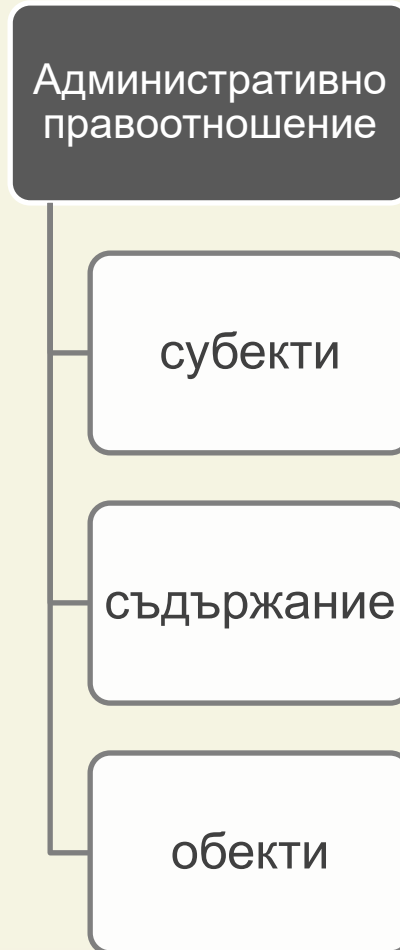 Административно
правоотношение
субекти
съдържание
обекти